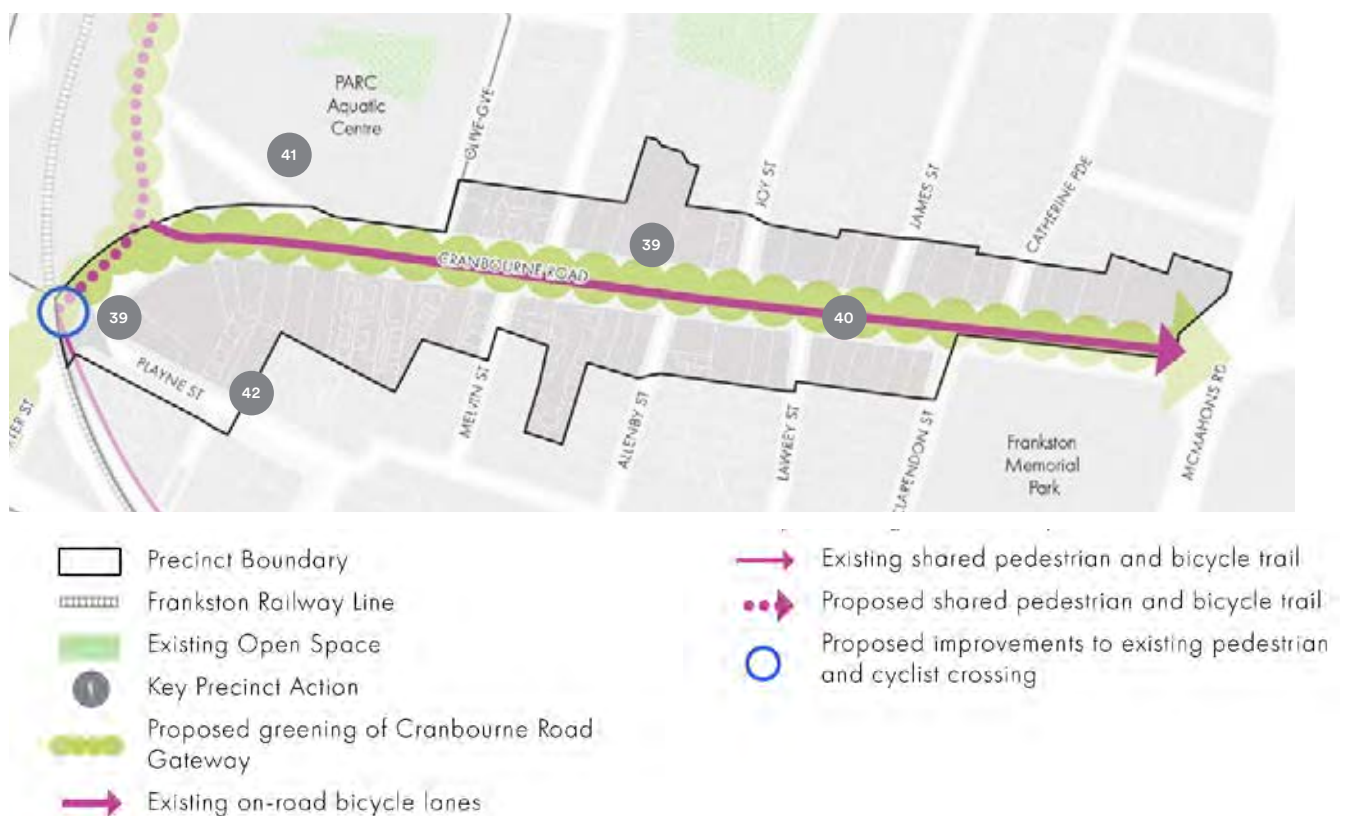 PARC
Aquatic
Centre
41
OLIVE GVE
JOY ST
JAMES ST
CATHERINE PDE
39
CRANBOURNE ROAD
39
40
PLAYNE ST
42
MELVIN ST
ALLENBY ST
LAWREY ST
CLARENDON ST
Frankston
Memorial
Park
MCMAHONS RD
ST
Precinct Boundary
Frankston Railway Line
Existing Open Space
Key Precinct Action
Proposed greening of Cranbourne Road
Gateway
Existing on-road bicycle lanes
Existing shared pedestrian and bicycle trail
Proposed shared pedestrian and bicycle trail
Proposed improvements to existing pedestrian
and cyclist crossing